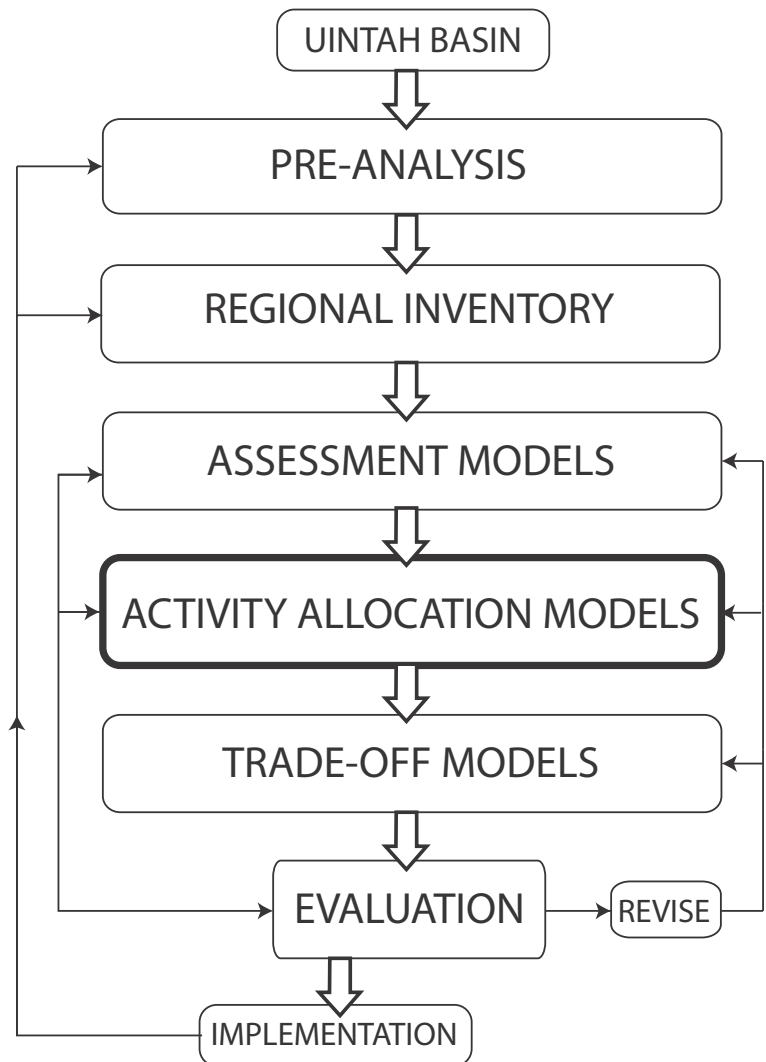 UINTAH BASIN
PRE-ANALYSIS
REGIONAL INVENTORY
ASSESSMENT MODELS
ACTIVITY ALLOCATION MODELS
TRADE-OFF MODELS
EVALUATION
REVISE
IMPLEMENTATION